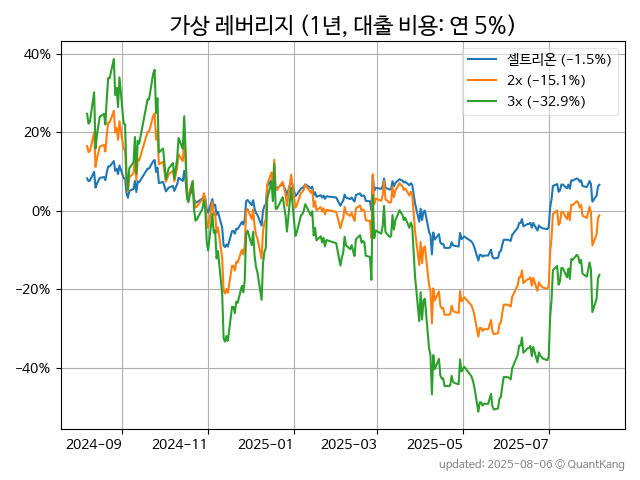 가상 레버리지 (1년, 대출 비용: 연 5%)
셀트리온 (−1.5%)
2x (−15.1%)
3x (−32.9%)
40%
20%
0%
−20%
−40%
2024-09 2024-11 2025-01 2025-03 2025-05 2025-07
updated: 2025-08-06 © QuantKang